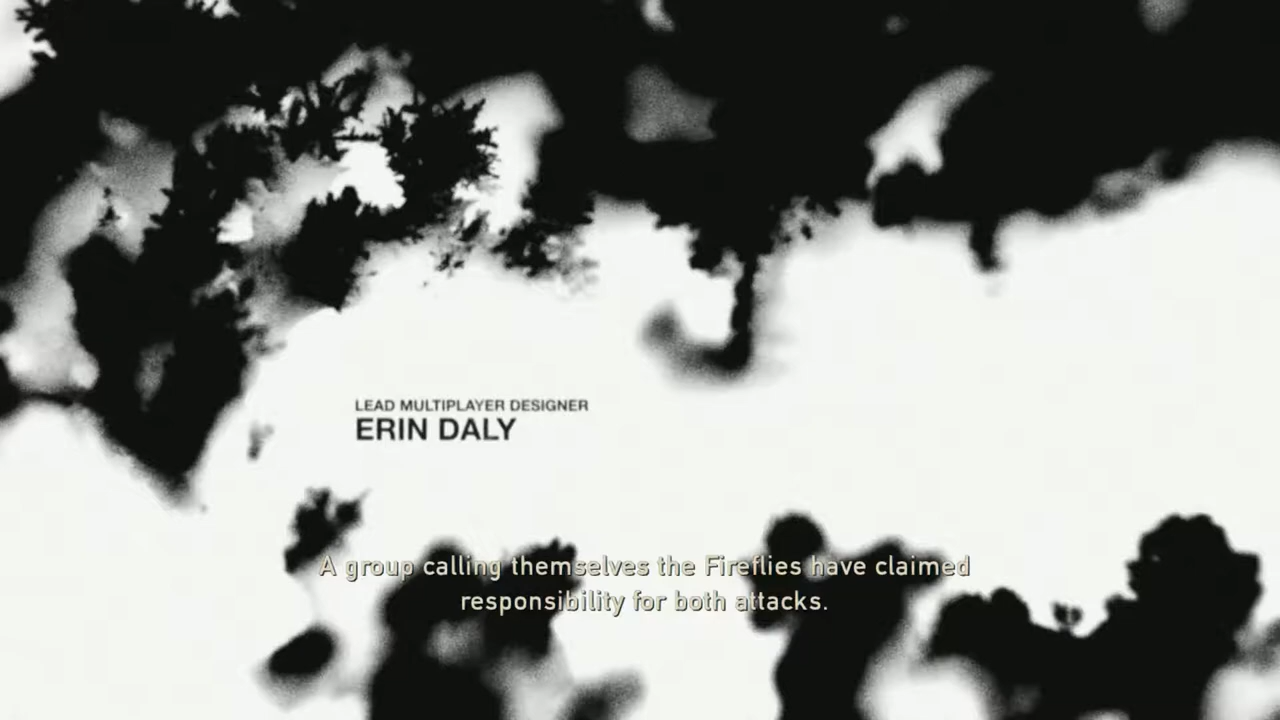 LEAD MULTIPLAYER DESIGNER
ERIN DALY
A group calling themselves the Fireflies have claimed
responsibility for both attacks.